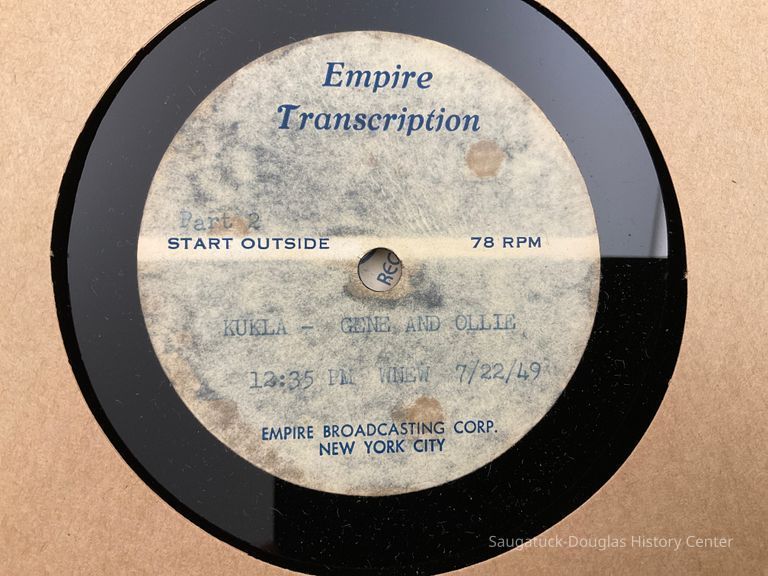 Empire
Transcription
Part 2
START OUTSIDE 78 RPM
REC
KUKLA - GENE AND OLLIE
12:35 PM WNEW 7/22/49
EMPIRE BROADCASTING CORP.
NEW YORK CITY
Saugatuck-Douglas History Center